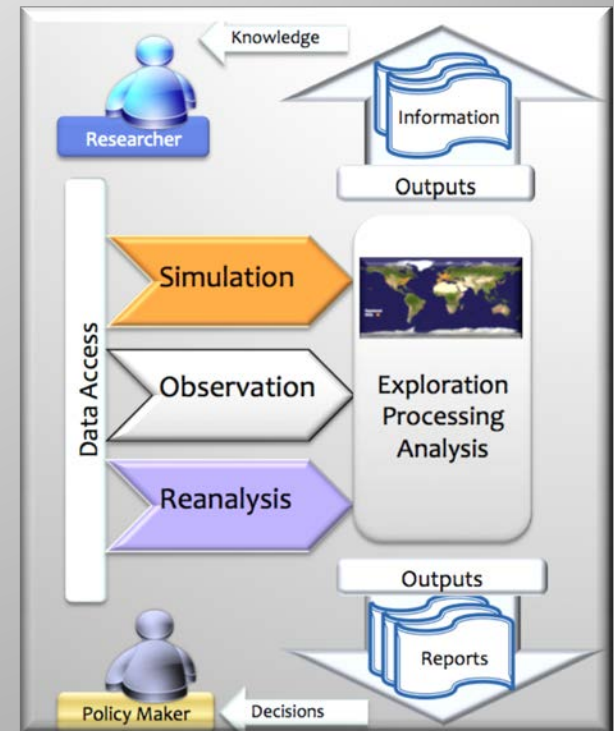 Knowledge
Researcher
Information
Outputs
Data Access
Simulation
Observation
Reanalysis
Exploration
Processing
Analysis
Outputs
Reports
Policy Maker
Decisions